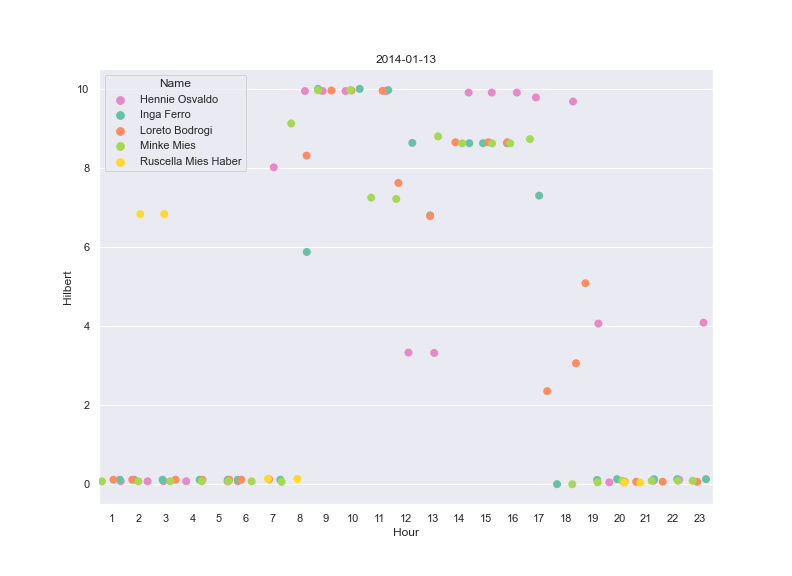 2014-01-13
Name
Hennie Osvaldo
Inga Ferro
Loreto Bodrogi
Minke Mies
Ruscella Mies Haber
10
8
6
4
2
0
Hilbert
1 2 3 4 5 6 7 8 9 10 11 12 13 14 15 16 17 18 19 20 21 22 23
Hour